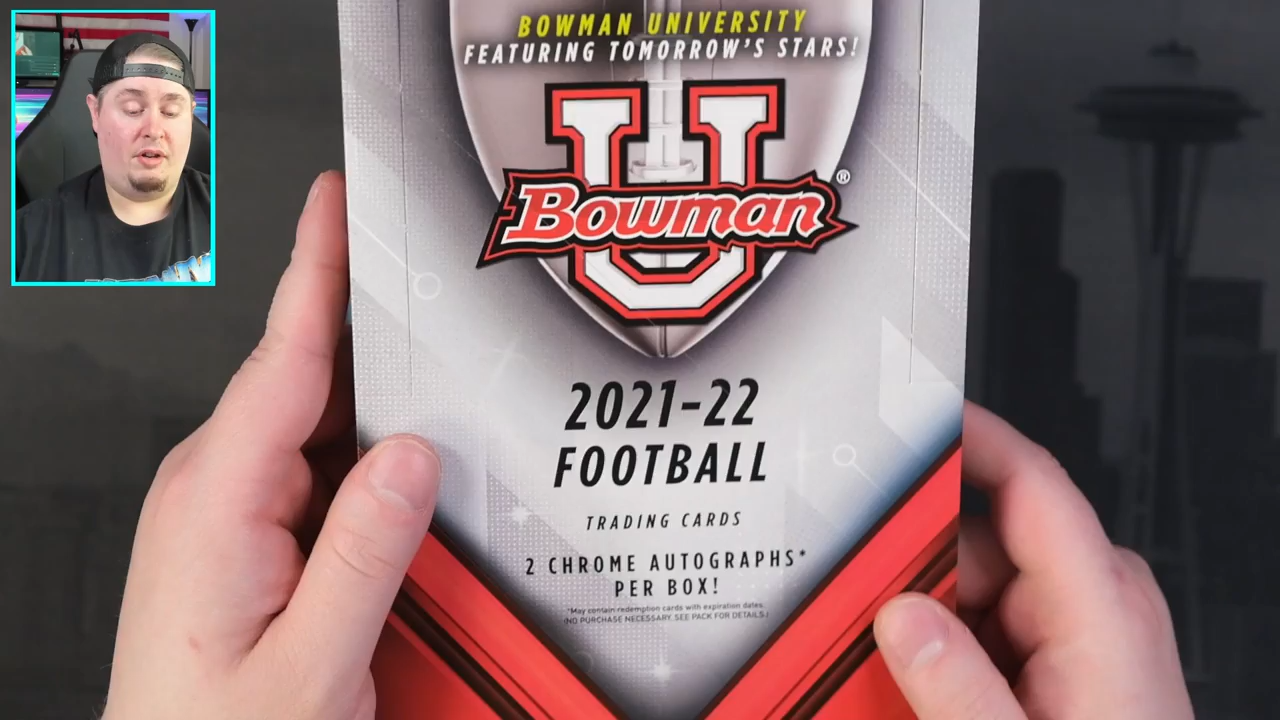 BOWMAN UNIVERSITY
FEATURING TOMORROW'S STARS!
U
Bowman®
2021-22
FOOTBALL
TRADING CARDS
2 CHROME AUTOGRAPHS*
PER BOX!
*May contain redemption cards with expiration dates.
(NO PURCHASE NECESSARY. SEE PACK FOR DETAILS.)